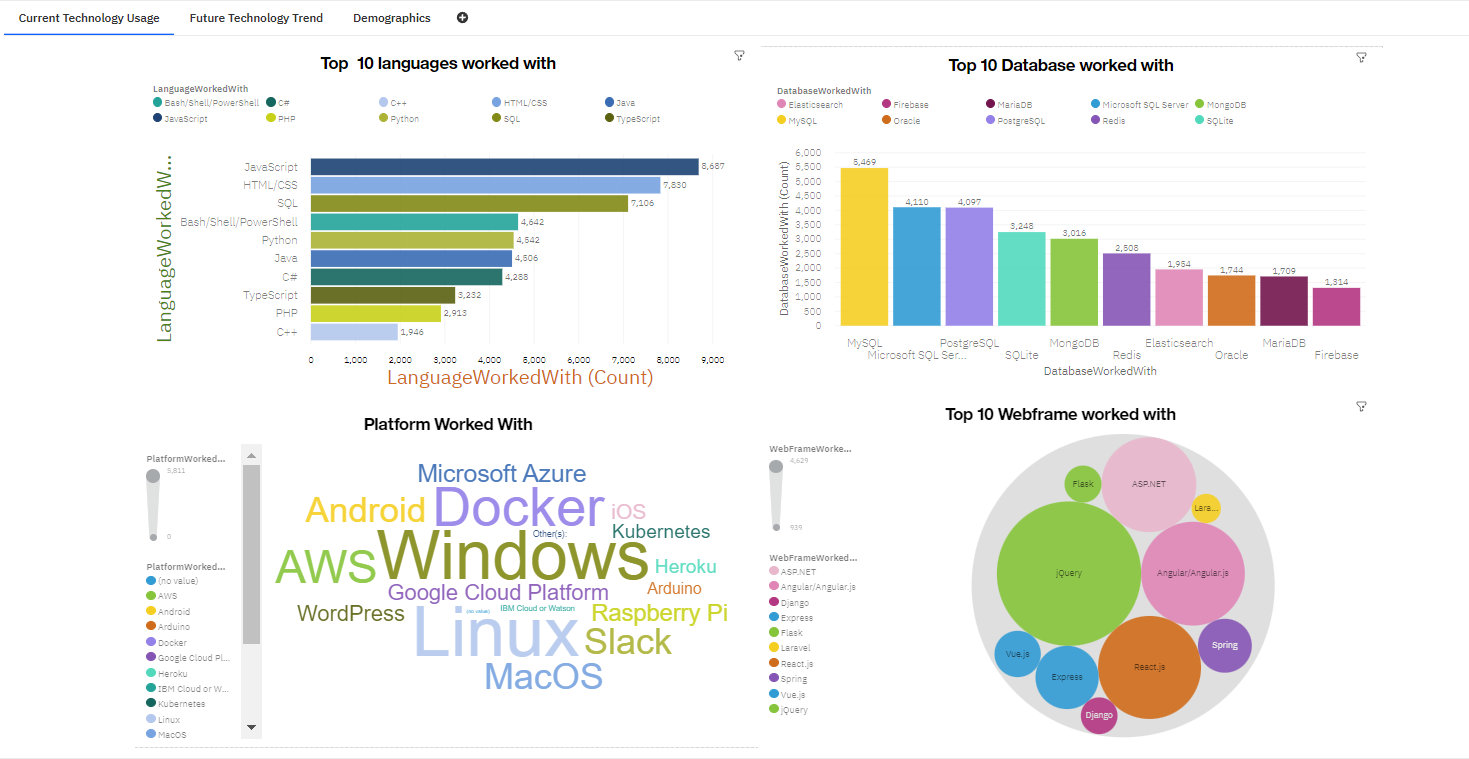 Current Technology Usage Future Technology Trend Demographics
Top 10 languages worked with
LanguageWorkedWith
Bash/Shell/PowerShell C# C++ HTML/CSS Java
JavaScript PHP Python SQL TypeScript
LanguageWorkedW...
JavaScript 8,687
HTML/CSS 7,830
SQL 7,106
Bash/Shell/PowerShell 4,642
Python 4,542
Java 4,506
C# 4,288
TypeScript 3,232
PHP 2,913
C++ 1,946
0 1,000 2,000 3,000 4,000 5,000 6,000 7,000 8,000 9,000
LanguageWorkedWith (Count)
Top 10 Database worked with
DatabaseWorkedWith
Elasticsearch Firebase MariaDB Microsoft SQL Server MongoDB
MySQL Oracle PostgreSQL Redis SQLite
DatabaseWorkedWith (Count)
6,000
5,500
5,000
4,500
4,000
3,500
3,000
2,500
2,000
1,500
1,000
500
0
5,469 4,110 4,097 3,248 3,016 2,508 1,954 1,744 1,709 1,314
MySQL PostgreSQL MongoDB Elasticsearch MariaDB
Microsoft SQL Ser... SQLite Redis Oracle Firebase
DatabaseWorkedWith
Platform Worked With
PlatformWorked...
5,811
0
PlatformWorked...
(no value)
AWS
Android
Arduino
Docker
Google Cloud Pl...
Heroku
IBM Cloud or W...
Kubernetes
Linux
MacOS
Microsoft Azure
Android Docker iOS
Other(s): Kubernetes
AWS Windows Heroku
Google Cloud Platform Arduino
WordPress (no value) IBM Cloud or Watson Raspberry Pi
Linux Slack
MacOS
Top 10 Webframe worked with
WebFrameWorke...
4,629
939
WebFrameWorked...
ASP.NET
Angular/Angular.js
Django
Express
Flask
Laravel
React.js
Spring
Vue.js
jQuery
Flask ASP.NET
Lara...
jQuery Angular/Angular.js
Spring
Vue.js
React.js
Express
Django